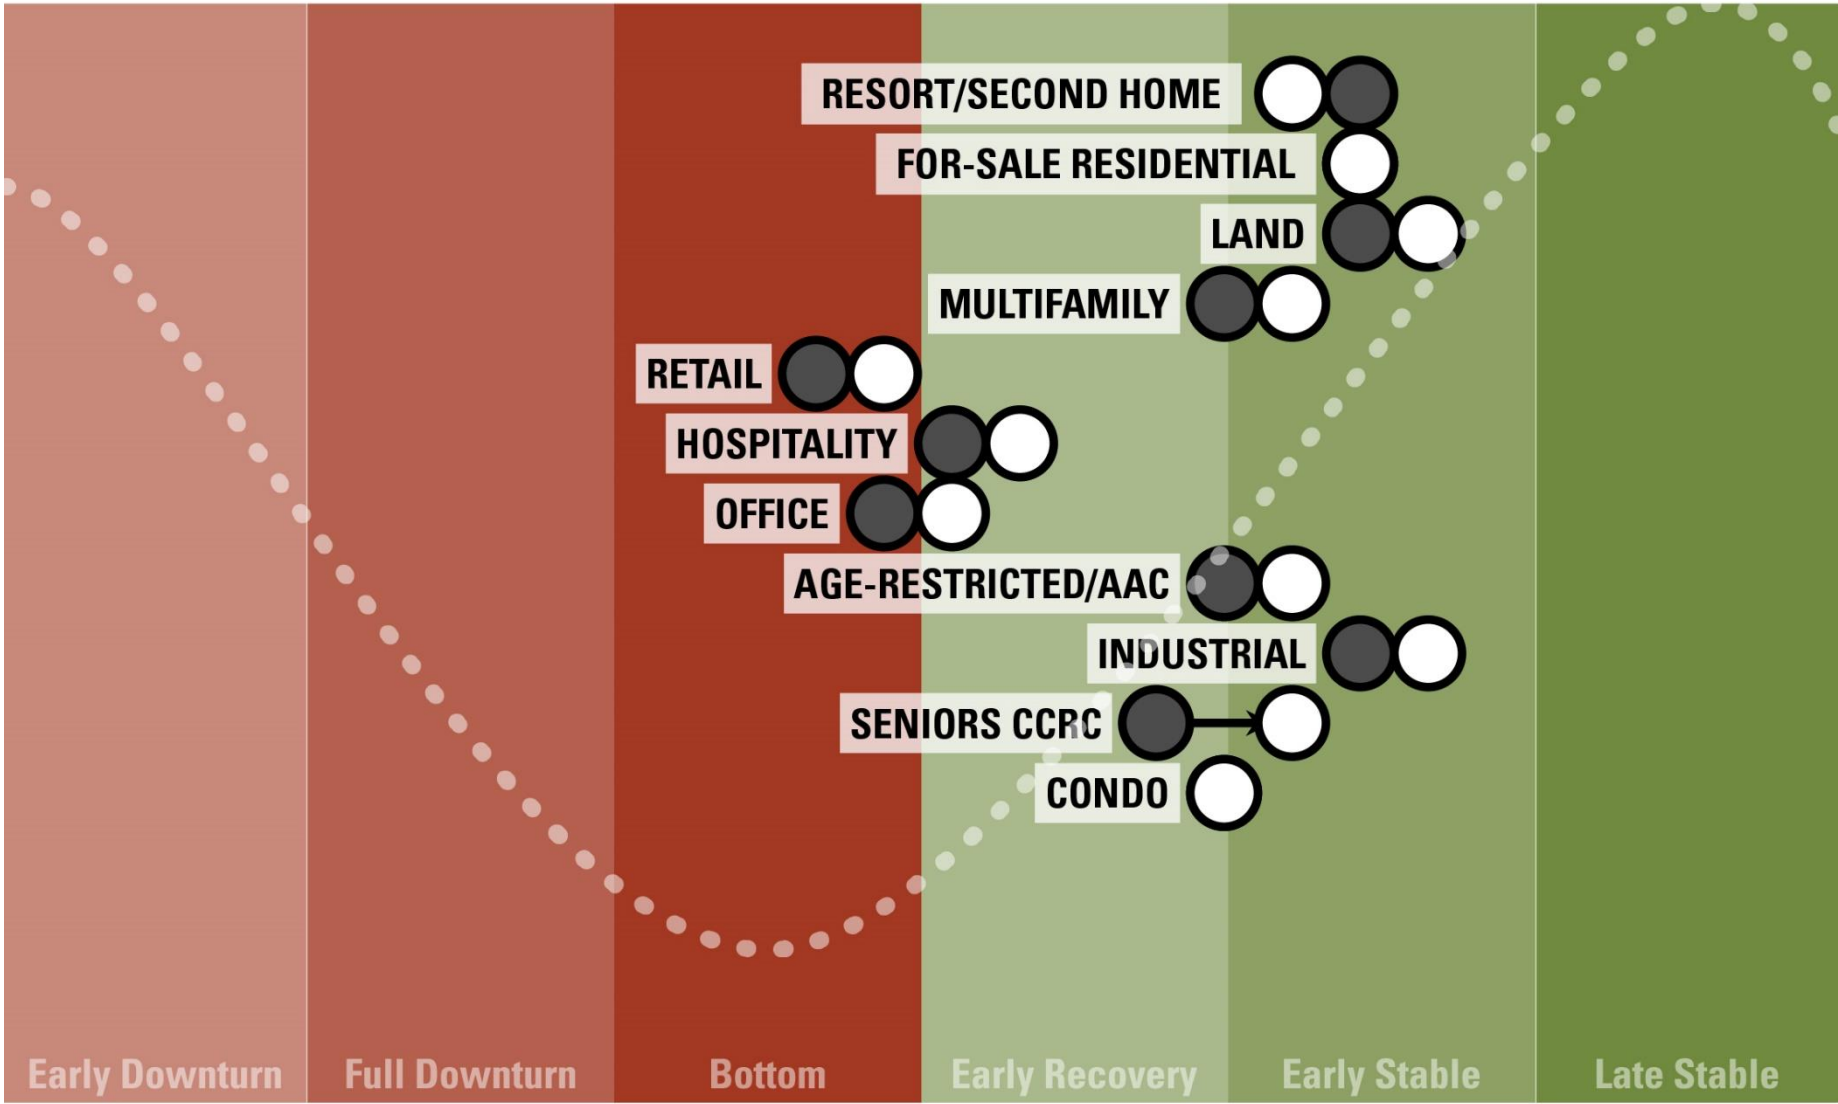 RESORT/SECOND HOME
FOR-SALE RESIDENTIAL
LAND
MULTIFAMILY
RETAIL
HOSPITALITY
OFFICE
AGE-RESTRICTED/AAC
INDUSTRIAL
SENIORS CCRC
CONDO
Early Downturn Full Downturn Bottom Early Recovery Early Stable Late Stable